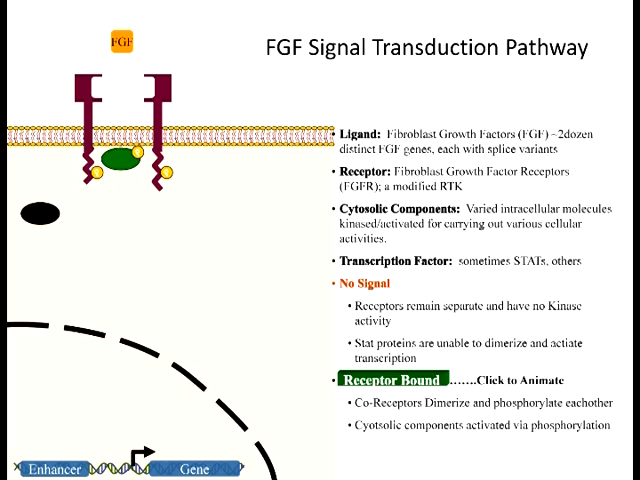 FGF
FGF Signal Transduction Pathway
• Ligand: Fibroblast Growth Factors (FGF) ~2dozen
distinct FGF genes, each with splice variants
• Receptor: Fibroblast Growth Factor Receptors
(FGFR); a modified RTK
• Cytosolic Components: Varied intracellular molecules
kinased/activated for carrying out various cellular
activities.
• Transcription Factor: sometimes STATs, others
• No Signal
• Receptors remain separate and have no Kinase
activity
• Stat proteins are unable to dimerize and actiate
transcription
• Receptor Bound …….Click to Animate
• Co-Receptors Dimerize and phosphorylate eachother
• Cyotsolic components activated via phosphorylation
Enhancer
Gene